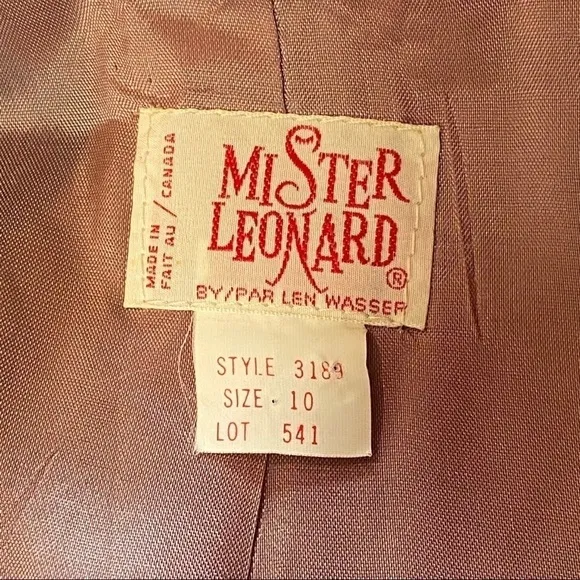 MADE IN / CANADA
FAIT AU
MiSTER
LEONARD ®
BY/PAR LEN WASSER
STYLE 3189
SIZE 10
LOT 541